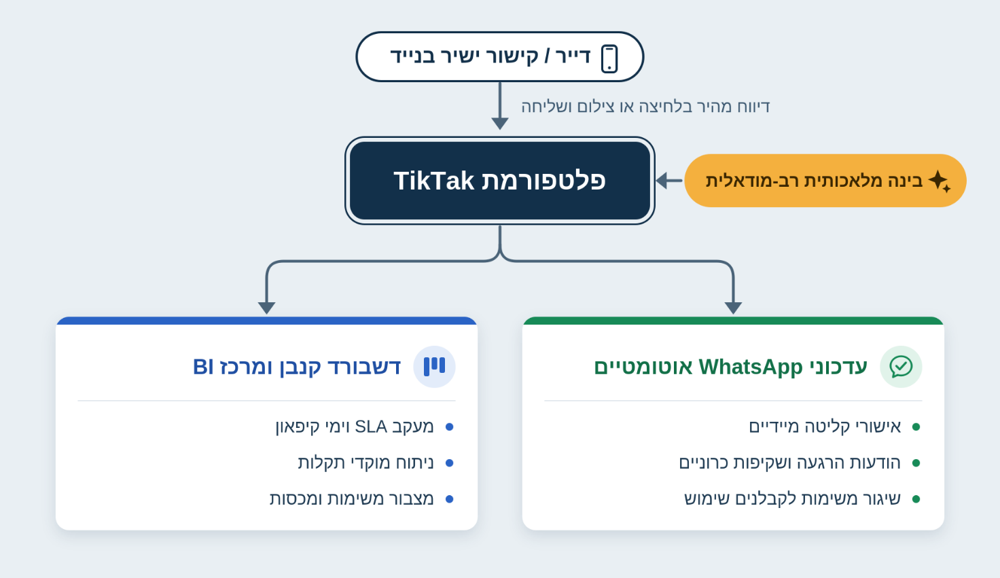 דייר / קישור ישיר בנייד
דיווח מהיר בלחיצה או צילום ושליחה
בינה מלאכותית רב-מודאלית
פלטפורמת TikTak
עדכוני WhatsApp אוטומטיים
אישורי קליטה מיידיים
הודעות הרגעה ושקיפות כרוניים
שיגור משימות לקבלנים שימוש
דשבורד קנבן ומרכז BI
מעקב SLA וימי קיפאון
ניתוח מוקדי תקלות
מצבור משימות ומכסות